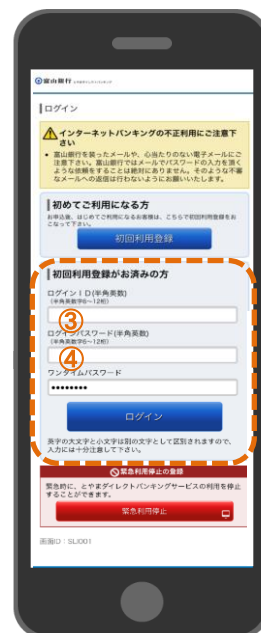 富山銀行
ログイン
インターネットバンキングの不正利用にご注意下
さい
• 富山銀行を装ったメールや、心当たりのない電子メールにご
注意下さい。富山銀行ではメールでパスワードの入力を頂く
ような依頼をすることは絶対にありません。そのような不審
なメールへの返信は行わないようにお願いいたします。
初めてご利用になる方
お申込後、はじめてご利用になるお客様は、こちらで初回利用登録をお
こなって下さい。
初回利用登録
初回利用登録がお済みの方
ログインID(半角英数)
(半角英数字6～12桁)
③
ログインパスワード(半角英数)
(半角英数字6～12桁)
④
ワンタイムパスワード
••••••••
ログイン
英字の大文字と小文字は別の文字として区別されますので、
入力には十分注意して下さい。
緊急利用停止の登録
緊急時に、とやまダイレクトバンキングサービスの利用を停止
することができます。
緊急利用停止
画面ID：SLI001